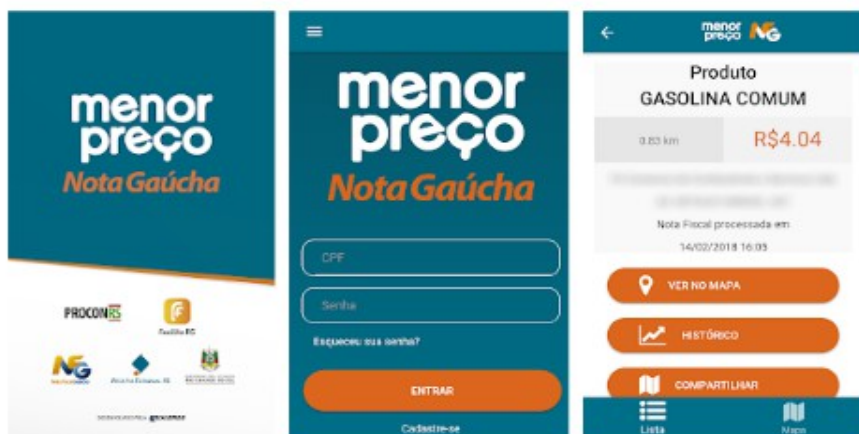 menor
preço
Nota Gaúcha
PROCON RS
NG
menor
preço
Nota Gaúcha
CPF
Senha
Esqueceu sua senha?
ENTRAR
Cadastre-se
menor
preço NG
Produto
GASOLINA COMUM
0.83 km
R$4.04
Nota Fiscal processada em
14/02/2018 16:05
VER NO MAPA
HISTÓRICO
COMPARTILHAR
Lista
Mapa